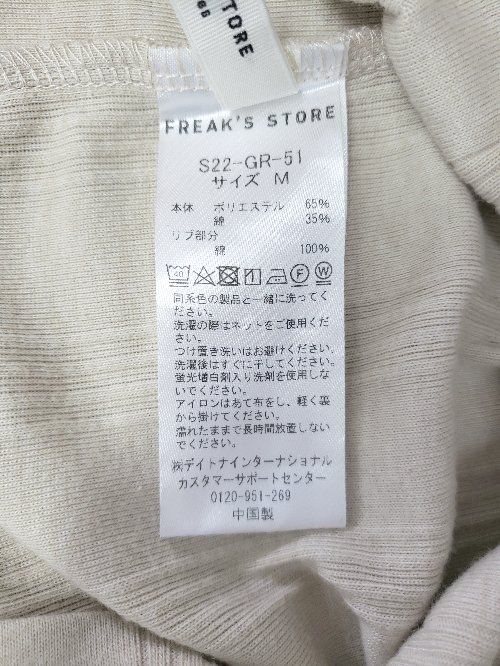 STORE
FREAK'S STORE
S22-GR-51
サイズ M
本体 ポリエステル 65%
綿 35%
リブ部分
綿 100%
40
F W
同系色の製品と一緒に洗ってく
ださい。
洗濯の際はネットをご使用くだ
さい。
つけ置き洗いはお避けください。
洗濯後はすぐに干してください。
蛍光増白剤入り洗剤を使用しな
いでください。
アイロンはあて布をし、軽く裏
から掛けてください。
濡れたままで長時間放置しない
でください。
㈱デイトナインターナショナル
カスタマーサポートセンター
0120-951-269
中国製